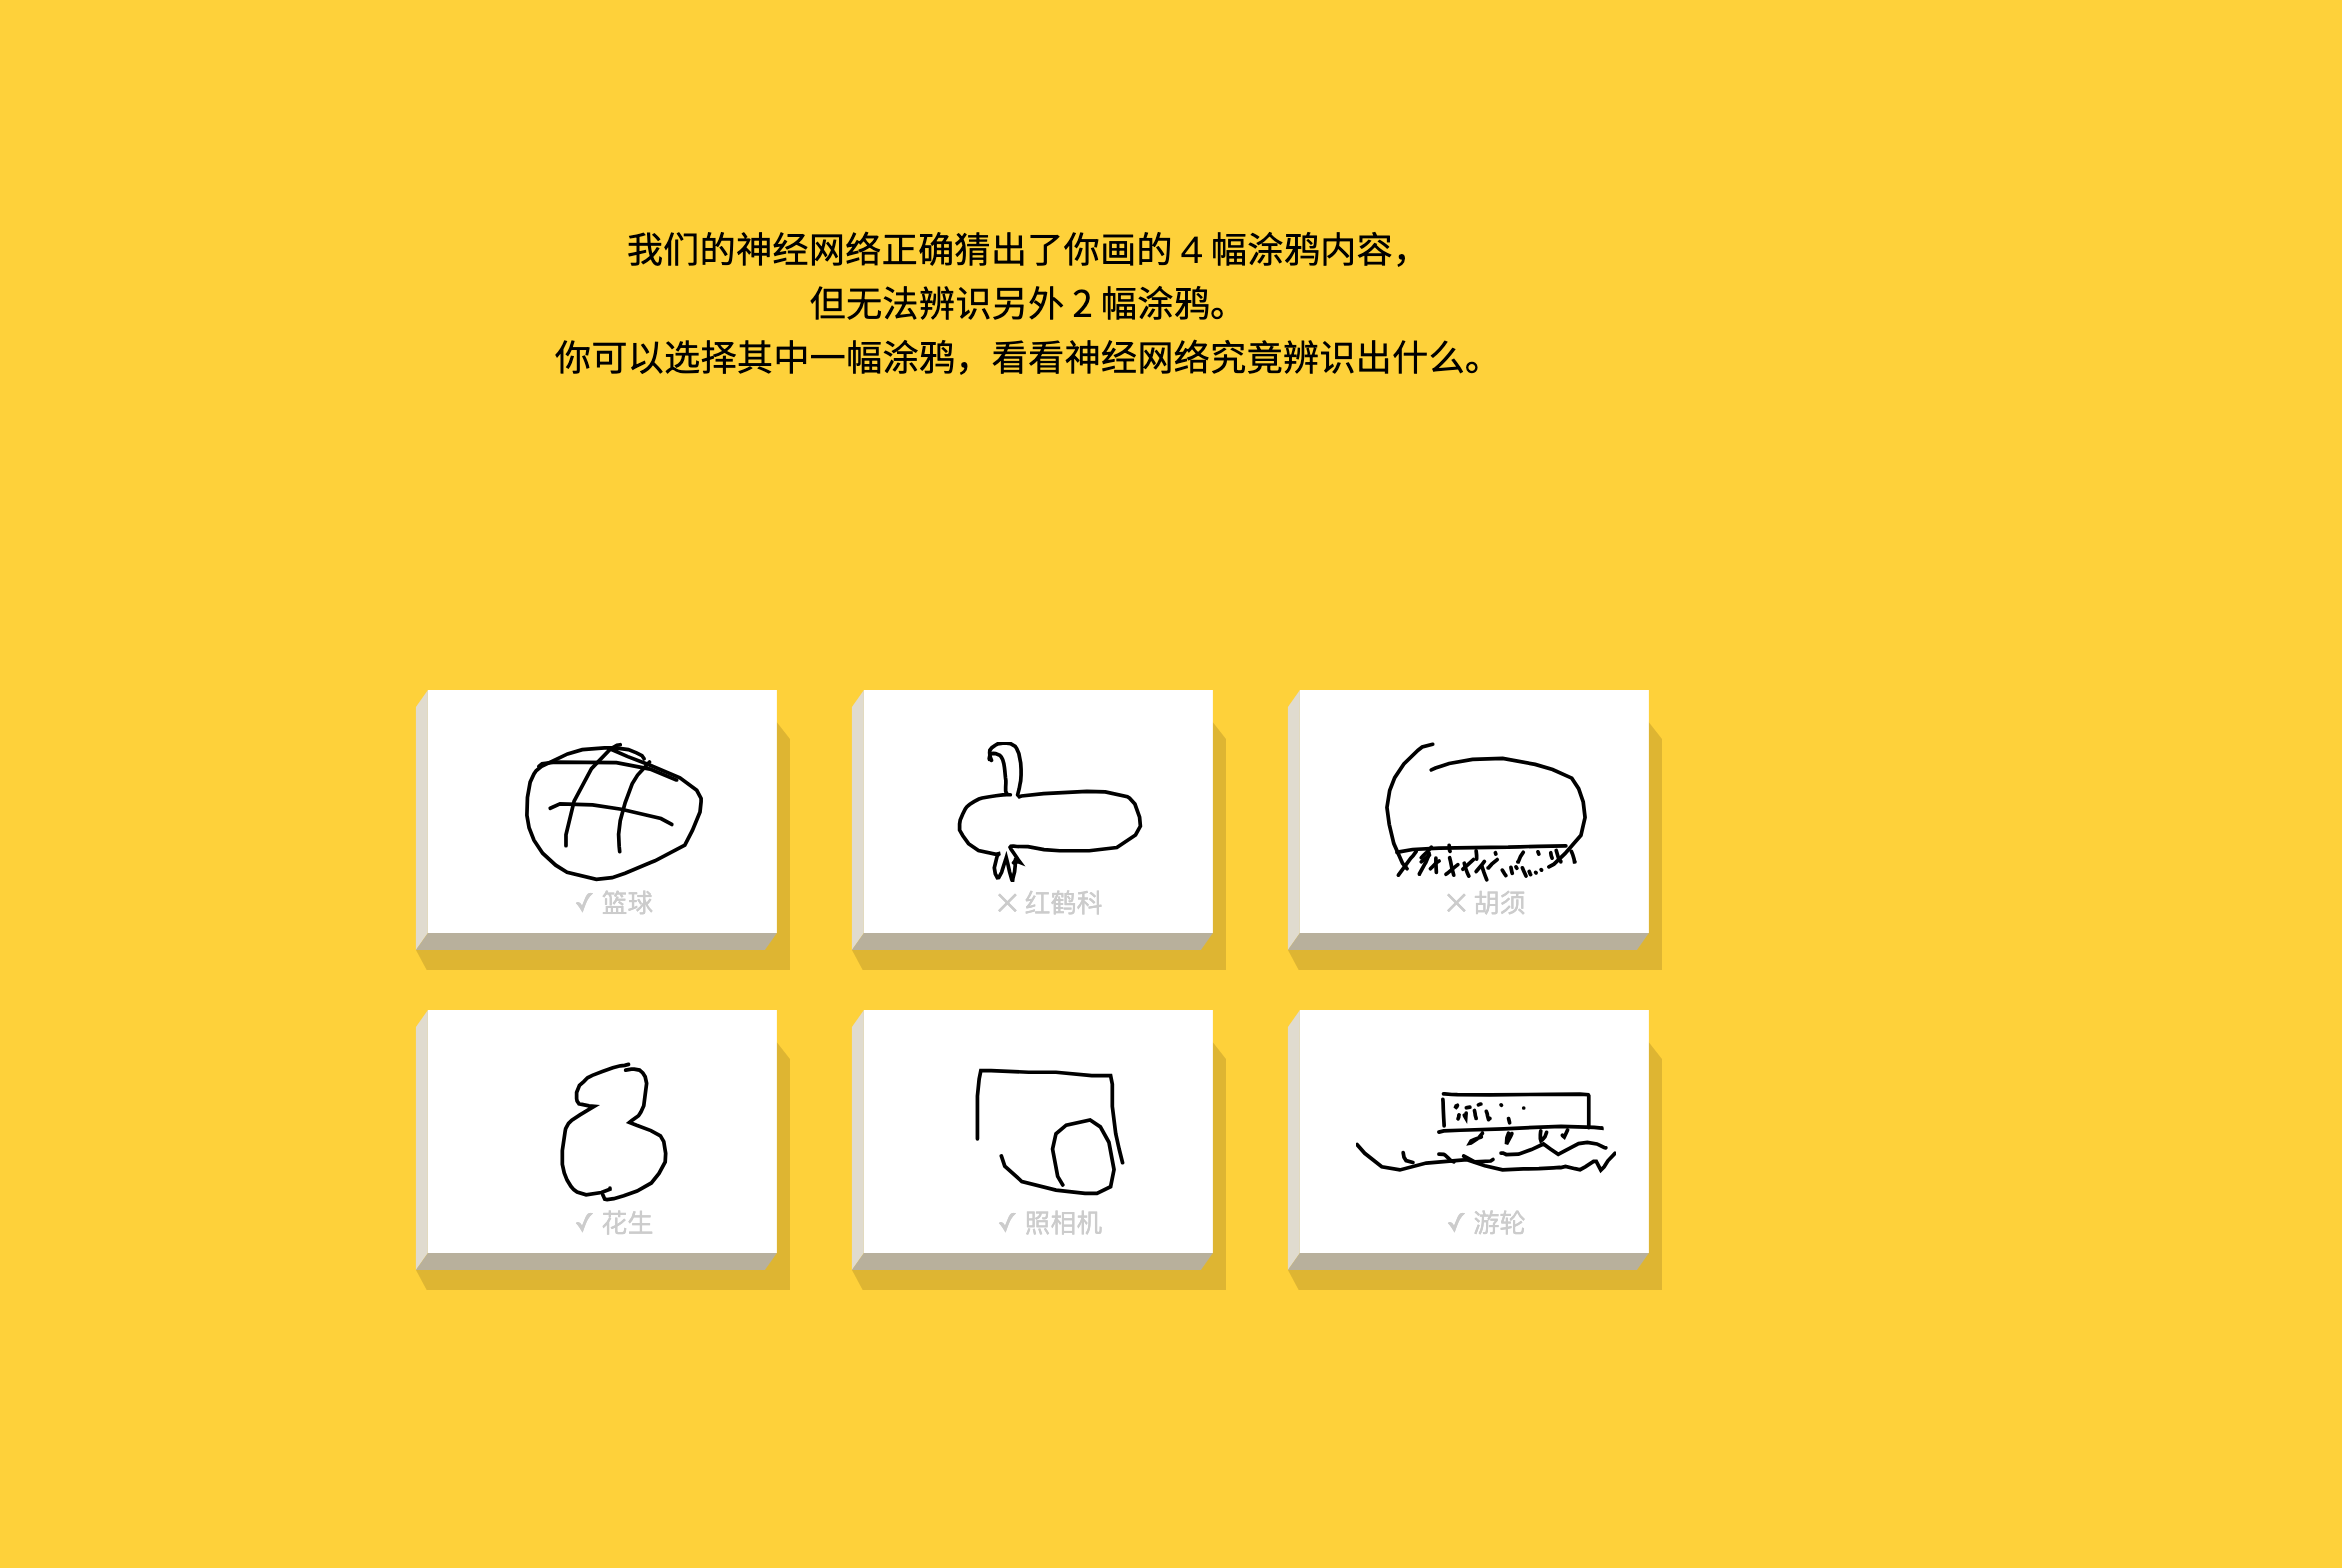 我们的神经网络正确猜出了你画的 4 幅涂鸦内容，
但无法辨识另外 2 幅涂鸦。
你可以选择其中一幅涂鸦，看看神经网络究竟辨识出什么。
✓ 篮球
✕ 红鹤科
✕ 胡须
✓ 花生
✓ 照相机
✓ 游轮